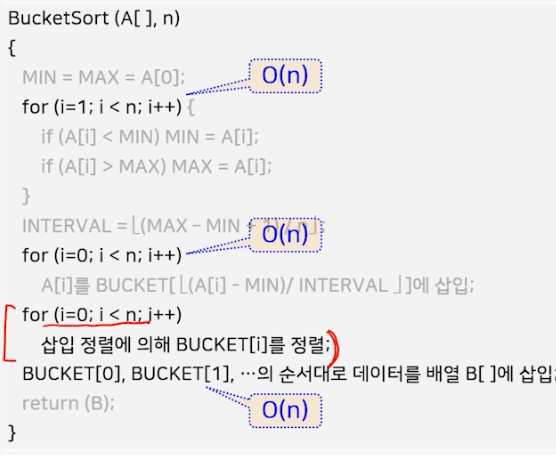 BucketSort (A[ ], n)
{
MIN = MAX = A[0];
O(n)
for (i=1; i < n; i++) {
if (A[i] < MIN) MIN = A[i];
if (A[i] > MAX) MAX = A[i];
}
INTERVAL = ⌊(MAX - MIN + 1) / n⌋;
O(n)
for (i=0; i < n; i++)
A[i]를 BUCKET[⌊(A[i] - MIN)/ INTERVAL ⌋]에 삽입;
for (i=0; i < n; i++)
삽입 정렬에 의해 BUCKET[i]를 정렬;
BUCKET[0], BUCKET[1], …의 순서대로 데이터를 배열 B[ ]에 삽입;
return (B);
O(n)
}